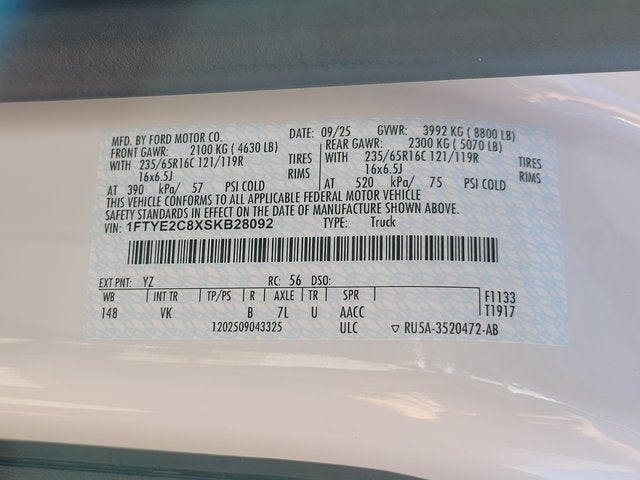 MFD. BY FORD MOTOR CO. DATE: 09/25 GVWR: 3992 KG ( 8800 LB)
FRONT GAWR: 2100 KG ( 4630 LB) REAR GAWR: 2300 KG ( 5070 LB)
WITH 235/65R16C 121/119R TIRES WITH 235/65R16C 121/119R TIRES
16x6.5J RIMS 16x6.5J RIMS
AT 390 kPa/ 57 PSI COLD AT 520 kPa/ 75 PSI COLD
THIS VEHICLE CONFORMS TO ALL APPLICABLE FEDERAL MOTOR VEHICLE
SAFETY STANDARDS IN EFFECT ON THE DATE OF MANUFACTURE SHOWN ABOVE.
VIN: 1FTYE2C8XSKB28092 TYPE: Truck
EXT PNT: YZ RC: 56 DSO:
WB INT TR TP/PS R AXLE TR SPR F1133
148 VK B 7L U AACC T1917
1202509043325 ULC ▽ RU5A-3520472-AB